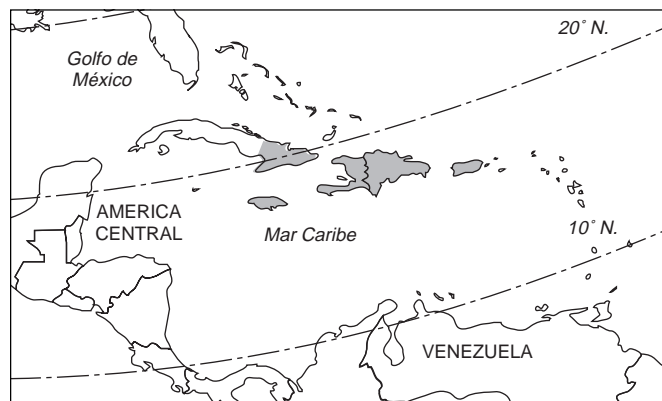 20° N.
Golfo de
México
AMERICA
CENTRAL
Mar Caribe
10° N.
VENEZUELA